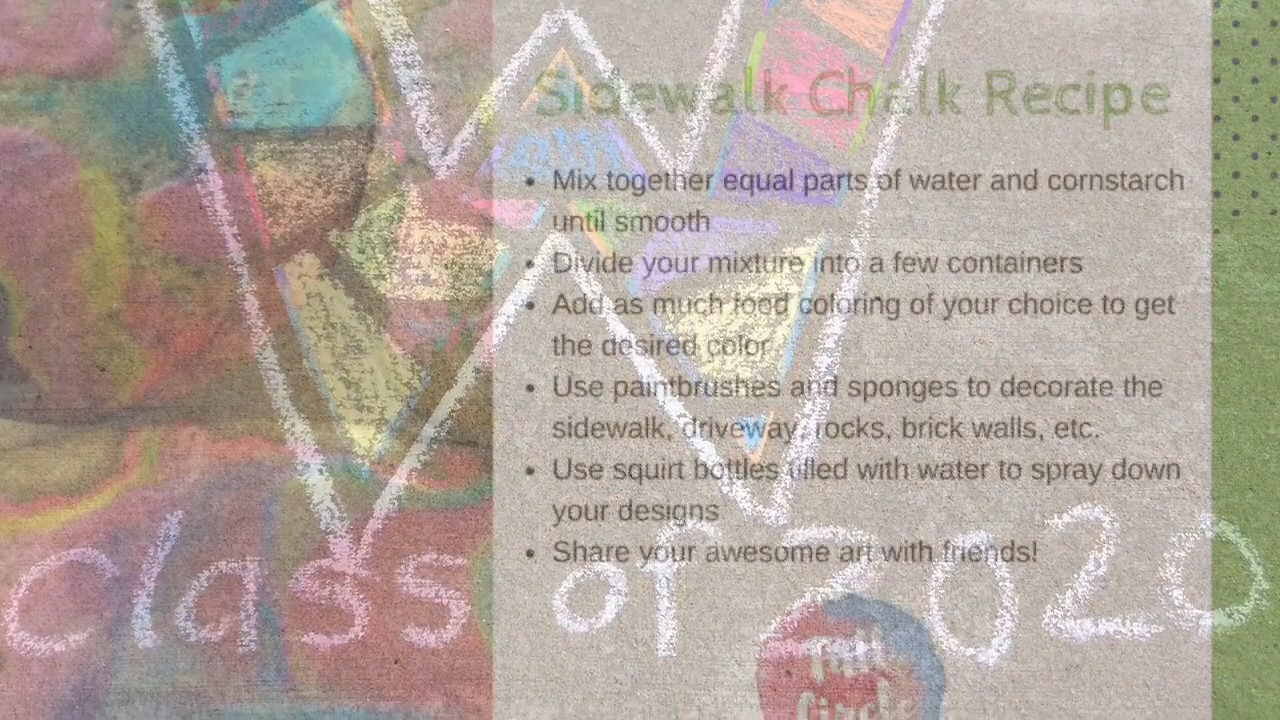 Sidewalk Chalk Recipe
• Mix together equal parts of water and cornstarch
until smooth
• Divide your mixture into a few containers
• Add as much food coloring of your choice to get
the desired color
• Use paintbrushes and sponges to decorate the
sidewalk, driveway, rocks, brick walls, etc.
• Use squirt bottles filled with water to spray down
your designs
• Share your awesome art with friends!
class of 2020
full
circle